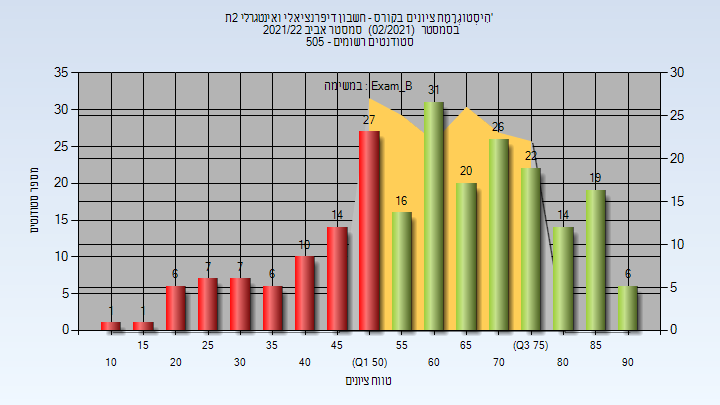 היסטוגרמת ציונים בקורס - חשבון דיפרנציאלי ואינטגרלי 2ת'
בסמסטר (02/2021) סמסטר אביב 2021/22
סטודנטים רשומים - 505
במשימה : Exam_B
35 30 25 20 15 10 5 0
מספר סטודנטים
30 25 20 15 10 5 0
1 1 6 7 7 6 10 14 27 16 31 20 26 22 14 19 6
15 25 35 45 55 65 (Q3 75) 85
10 20 30 40 (Q1 50) 60 70 80 90
טווח ציונים